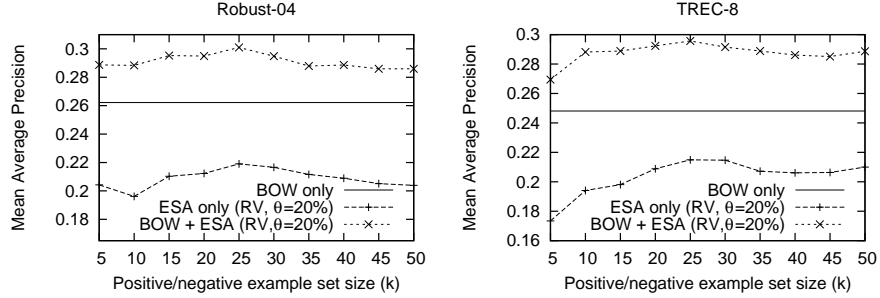 Robust-04
Mean Average Precision
0.3
0.28
0.26
0.24
0.22
0.2
0.18
BOW only
ESA only (RV, θ=20%)
BOW + ESA (RV,θ=20%)
5 10 15 20 25 30 35 40 45 50
Positive/negative example set size (k)
TREC-8
Mean Average Precision
0.3
0.28
0.26
0.24
0.22
0.2
0.18
0.16
BOW only
ESA only (RV, θ=20%)
BOW + ESA (RV,θ=20%)
5 10 15 20 25 30 35 40 45 50
Positive/negative example set size (k)